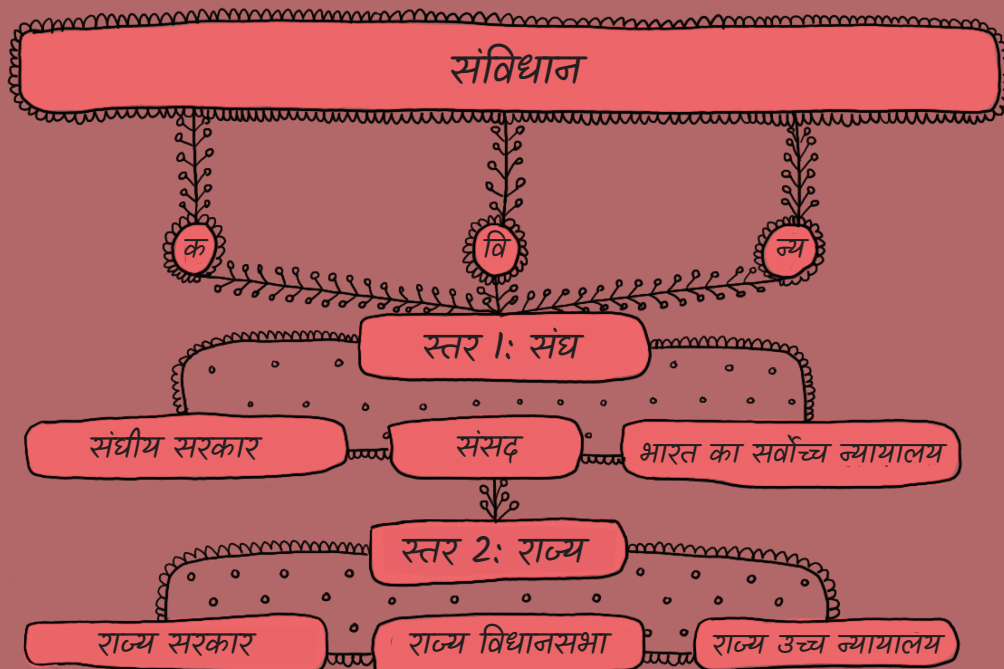 संविधान
क वि न्य
स्तर 1: संघ
संघीय सरकार संसद भारत का सर्वोच्च न्यायालय
स्तर 2: राज्य
राज्य सरकार राज्य विधानसभा राज्य उच्च न्यायालय